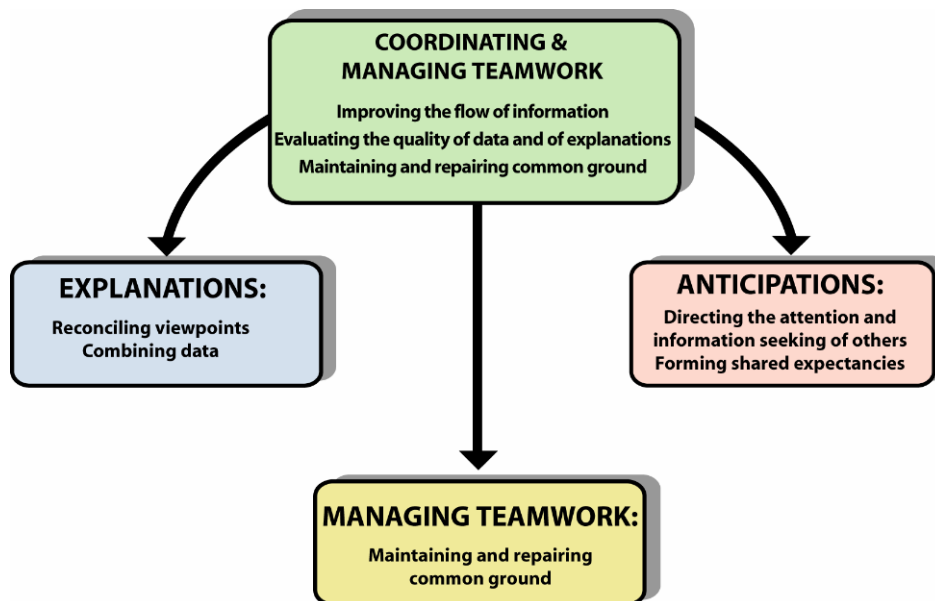 COORDINATING &
MANAGING TEAMWORK
Improving the flow of information
Evaluating the quality of data and of explanations
Maintaining and repairing common ground
EXPLANATIONS:
Reconciling viewpoints
Combining data
ANTICIPATIONS:
Directing the attention and
information seeking of others
Forming shared expectancies
MANAGING TEAMWORK:
Maintaining and repairing
common ground